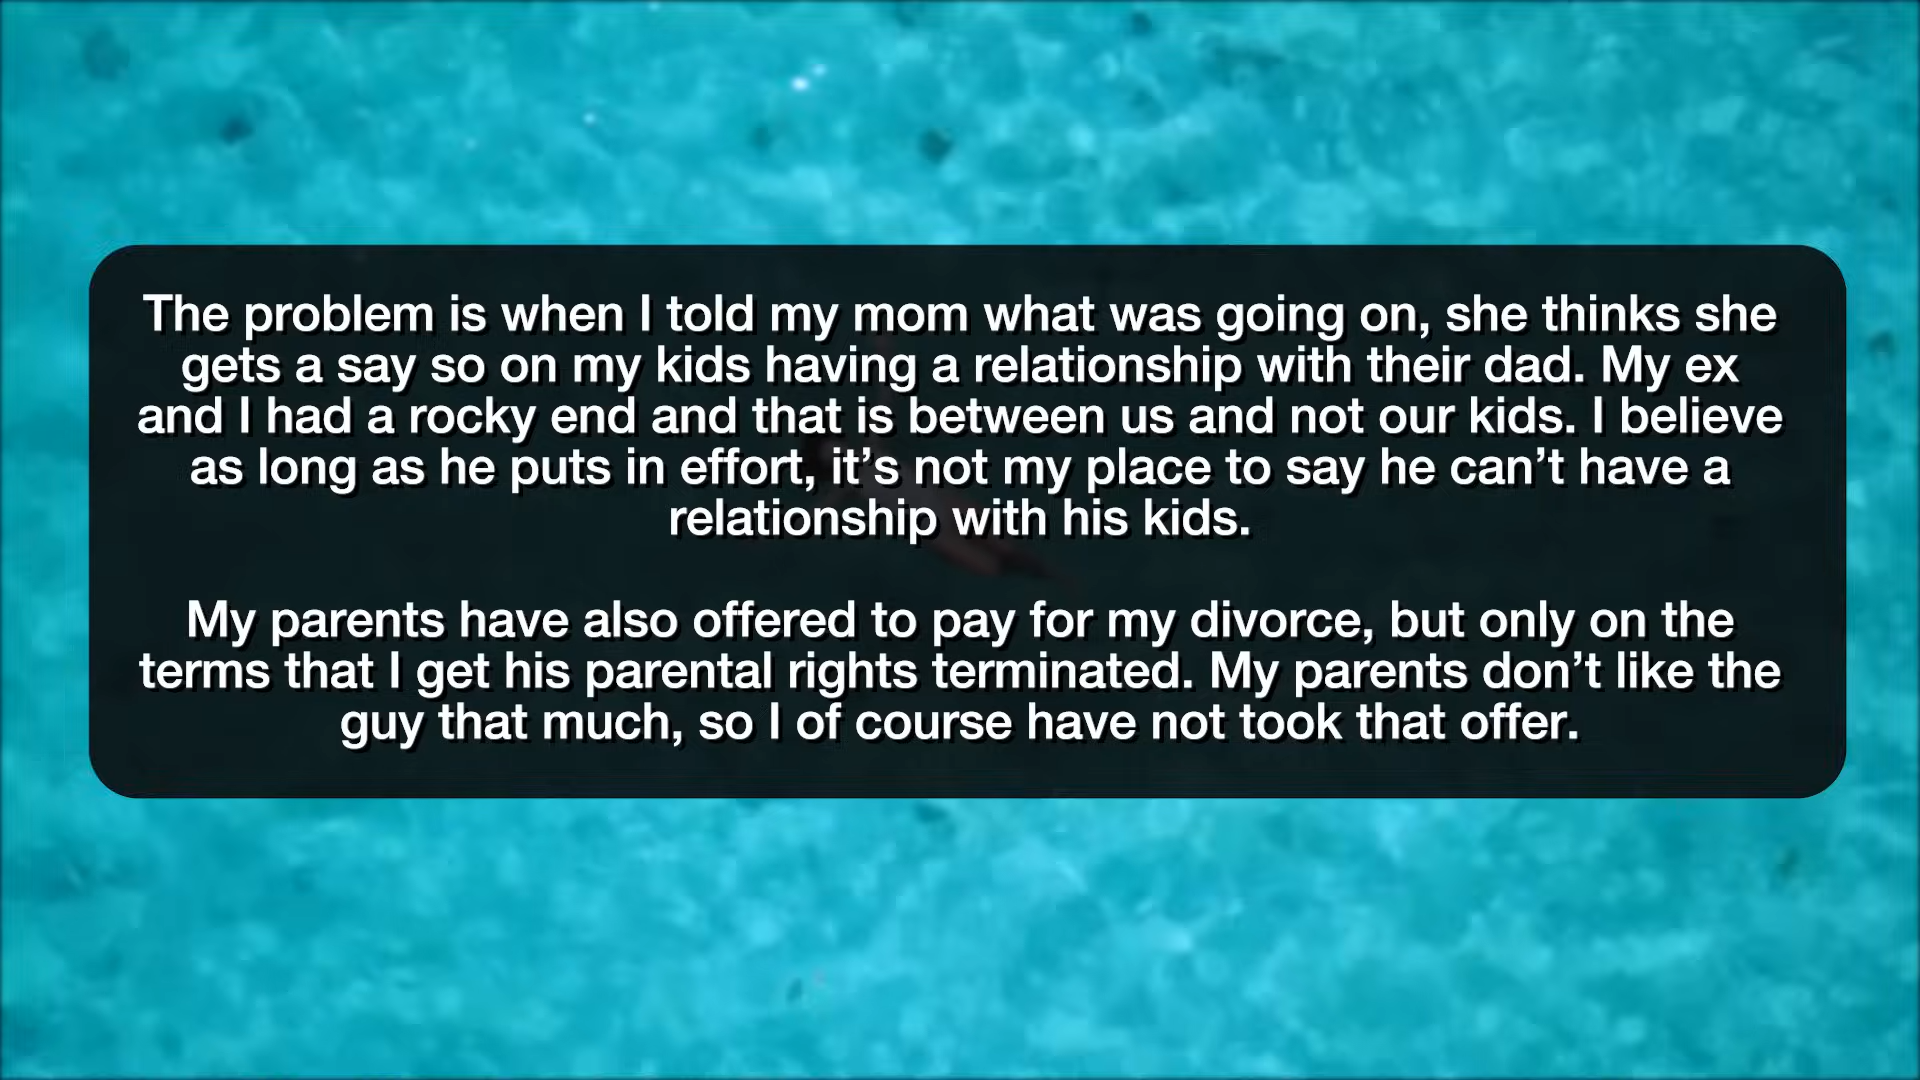 The problem is when I told my mom what was going on, she thinks she
gets a say so on my kids having a relationship with their dad. My ex
and I had a rocky end and that is between us and not our kids. I believe
as long as he puts in effort, it’s not my place to say he can’t have a
relationship with his kids.
My parents have also offered to pay for my divorce, but only on the
terms that I get his parental rights terminated. My parents don’t like the
guy that much, so I of course have not took that offer.